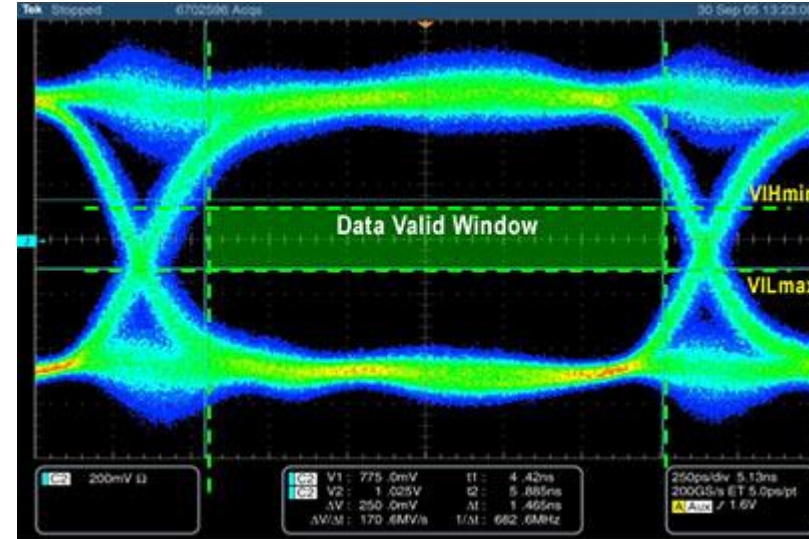 Tek Stopped 6702596 Acqs 30 Sep 05 13:23:0
VIHmin
Data Valid Window
VILmax
C2 200mV Ω
C2 V1: 775.0mV t1: 4.42ns
C2 V2: 1.025V t2: 5.885ns
ΔV: 250.0mV Δt: 1.465ns
ΔV/Δt: 170.6MV/s 1/Δt: 682.6MHz
250ps/div 5.13ns
200GS/s ET 5.0ps/pt
A Aux / 1.6V